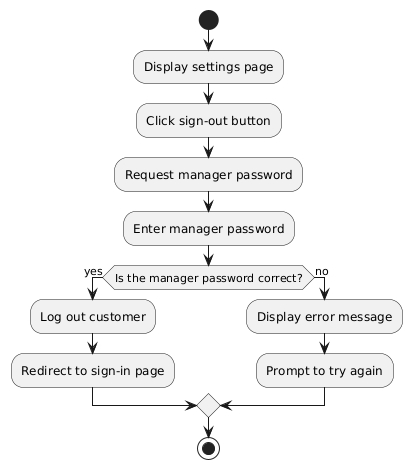 Display settings page
Click sign-out button
Request manager password
Enter manager password
yes
Is the manager password correct?
no
Log out customer
Display error message
Redirect to sign-in page
Prompt to try again